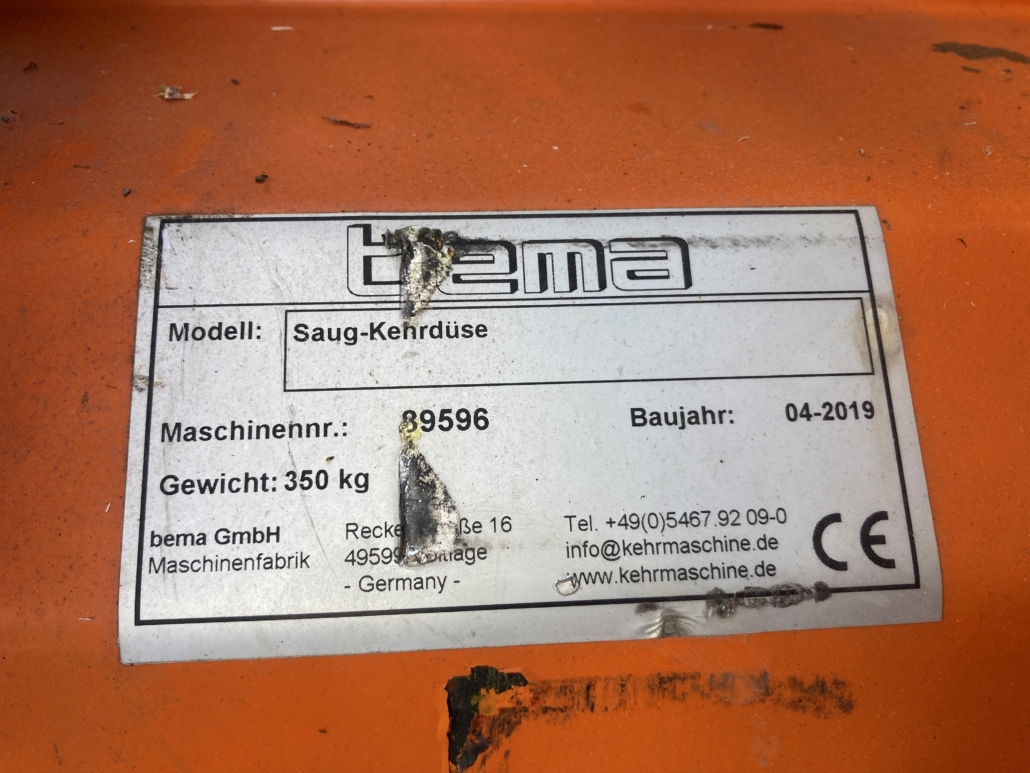 bema
Modell: Saug-Kehrdüse
Maschinennr.: 89596 Baujahr: 04-2019
Gewicht: 350 kg
bema GmbH
Maschinenfabrik
16
- Germany -
Tel. +49(0)5467.92 09-0
info@kehrmaschine.de
www.kehrmaschine.de
CE